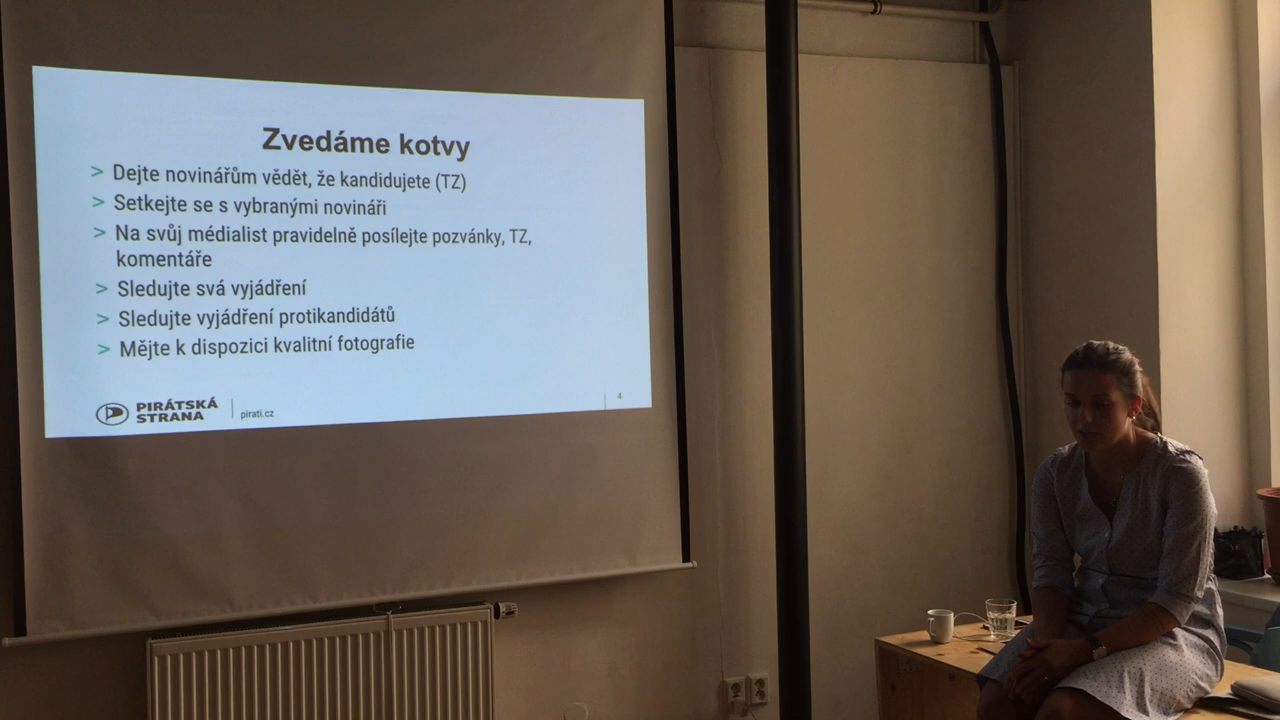 Zvedáme kotvy
> Dejte novinářům vědět, že kandidujete (TZ)
> Setkejte se s vybranými novináři
> Na svůj médialist pravidelně posílejte pozvánky, TZ,
komentáře
> Sledujte svá vyjádření
> Sledujte vyjádření protikandidátů
> Mějte k dispozici kvalitní fotografie
PIRÁTSKÁ
STRANA
pirati.cz
4